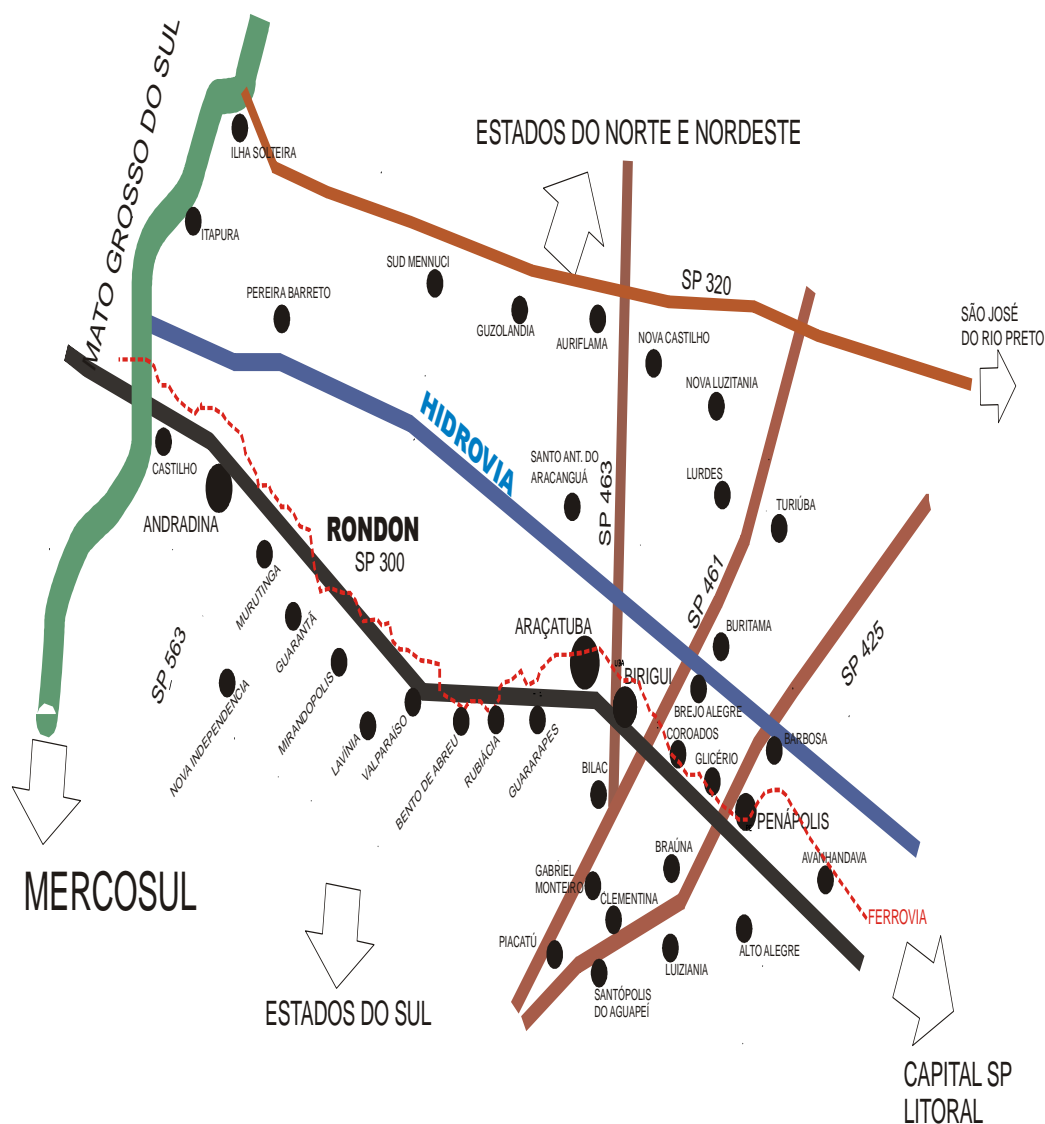 MATO GROSSO DO SUL
ILHA SOLTEIRA
ESTADOS DO NORTE E NORDESTE
ITAPURA
SUD MENNUCI
SP 320
PEREIRA BARRETO
GUZOLANDIA
AURIFLAMA
NOVA CASTILHO
SÃO JOSÉ
DO RIO PRETO
NOVA LUZITANIA
HIDROVIA
CASTILHO
SANTO ANT. DO
ARACANGUÁ
LURDES
SP 463
TURIÚBA
ANDRADINA
RONDON
SP 300
MURUTINGA
GUARANTÃ
SP 563
NOVA INDEPENDENCIA
MIRANDOPOLIS
LAVÍNIA
VALPARAÍSO
BENTO DE ABREU
RUBIÁCIA
GUARARAPES
ARAÇATUBA
BIRIGUI
SP 461
BURITAMA
SP 425
BREJO ALEGRE
COROADOS
BARBOSA
GLICÉRIO
BILAC
PENÁPOLIS
BRAÚNA
AVANHANDAVA
GABRIEL
MONTEIRO
CLEMENTINA
FERROVIA
PIACATÚ
LUIZIANIA
ALTO ALEGRE
SANTÓPOLIS
DO AGUAPEÍ
MERCOSUL
ESTADOS DO SUL
CAPITAL SP
LITORAL